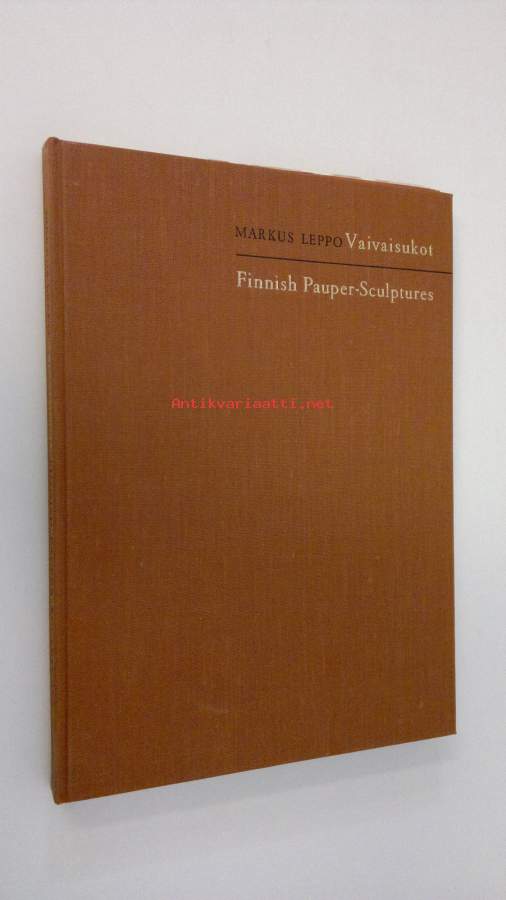 MARKUS LEPPO Vaivaisukot
Finnish Pauper-Sculptures
Antikvariaatti.net